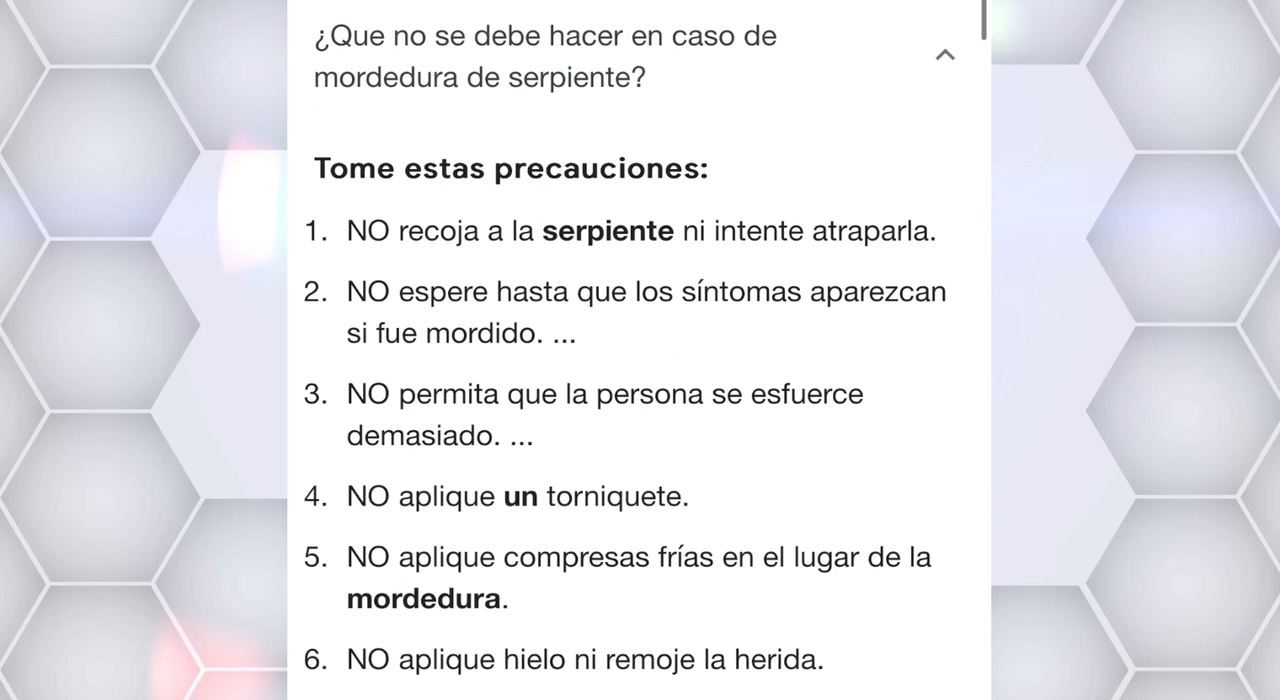 ¿Que no se debe hacer en caso de
mordedura de serpiente?
Tome estas precauciones:
1. NO recoja a la serpiente ni intente atraparla.
2. NO espere hasta que los síntomas aparezcan
si fue mordido. ...
3. NO permita que la persona se esfuerce
demasiado. ...
4. NO aplique un torniquete.
5. NO aplique compresas frías en el lugar de la
mordedura.
6. NO aplique hielo ni remoje la herida.